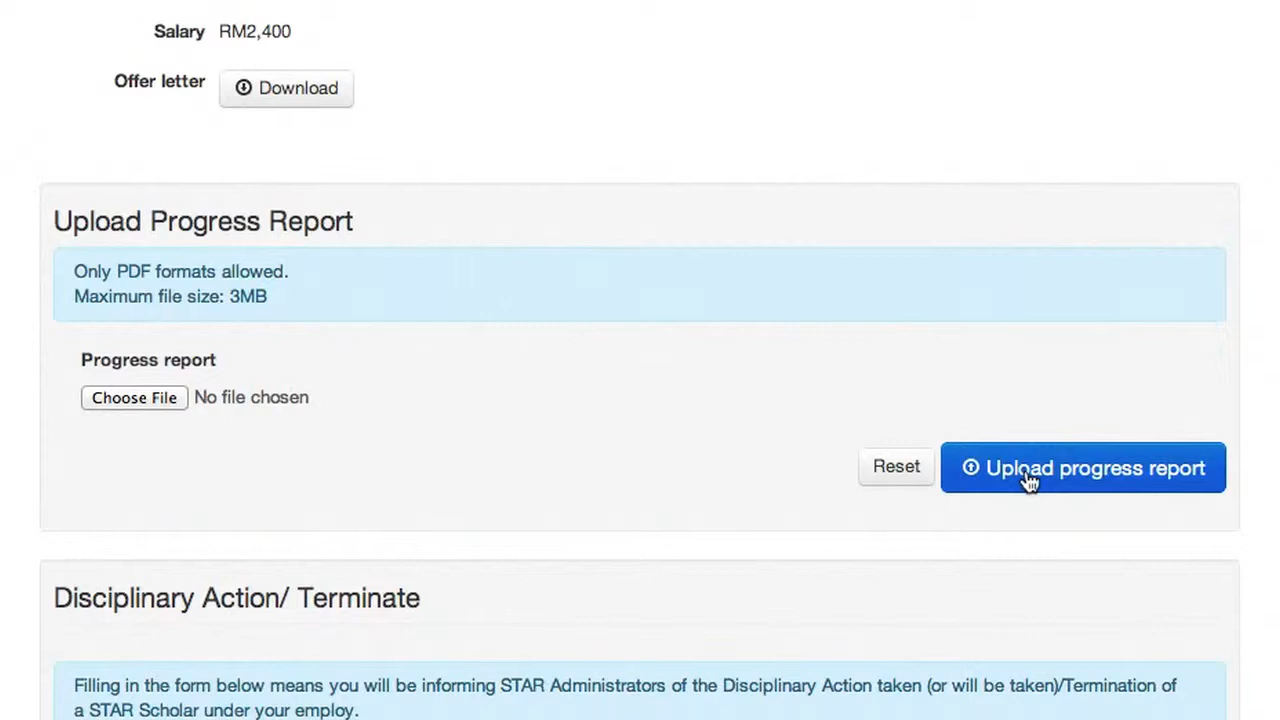 Salary RM2,400
Offer letter Download
Upload Progress Report
Only PDF formats allowed.
Maximum file size: 3MB
Progress report
Choose File No file chosen
Reset Upload progress report
Disciplinary Action/ Terminate
Filling in the form below means you will be informing STAR Administrators of the Disciplinary Action taken (or will be taken)/Termination of
a STAR Scholar under your employ.